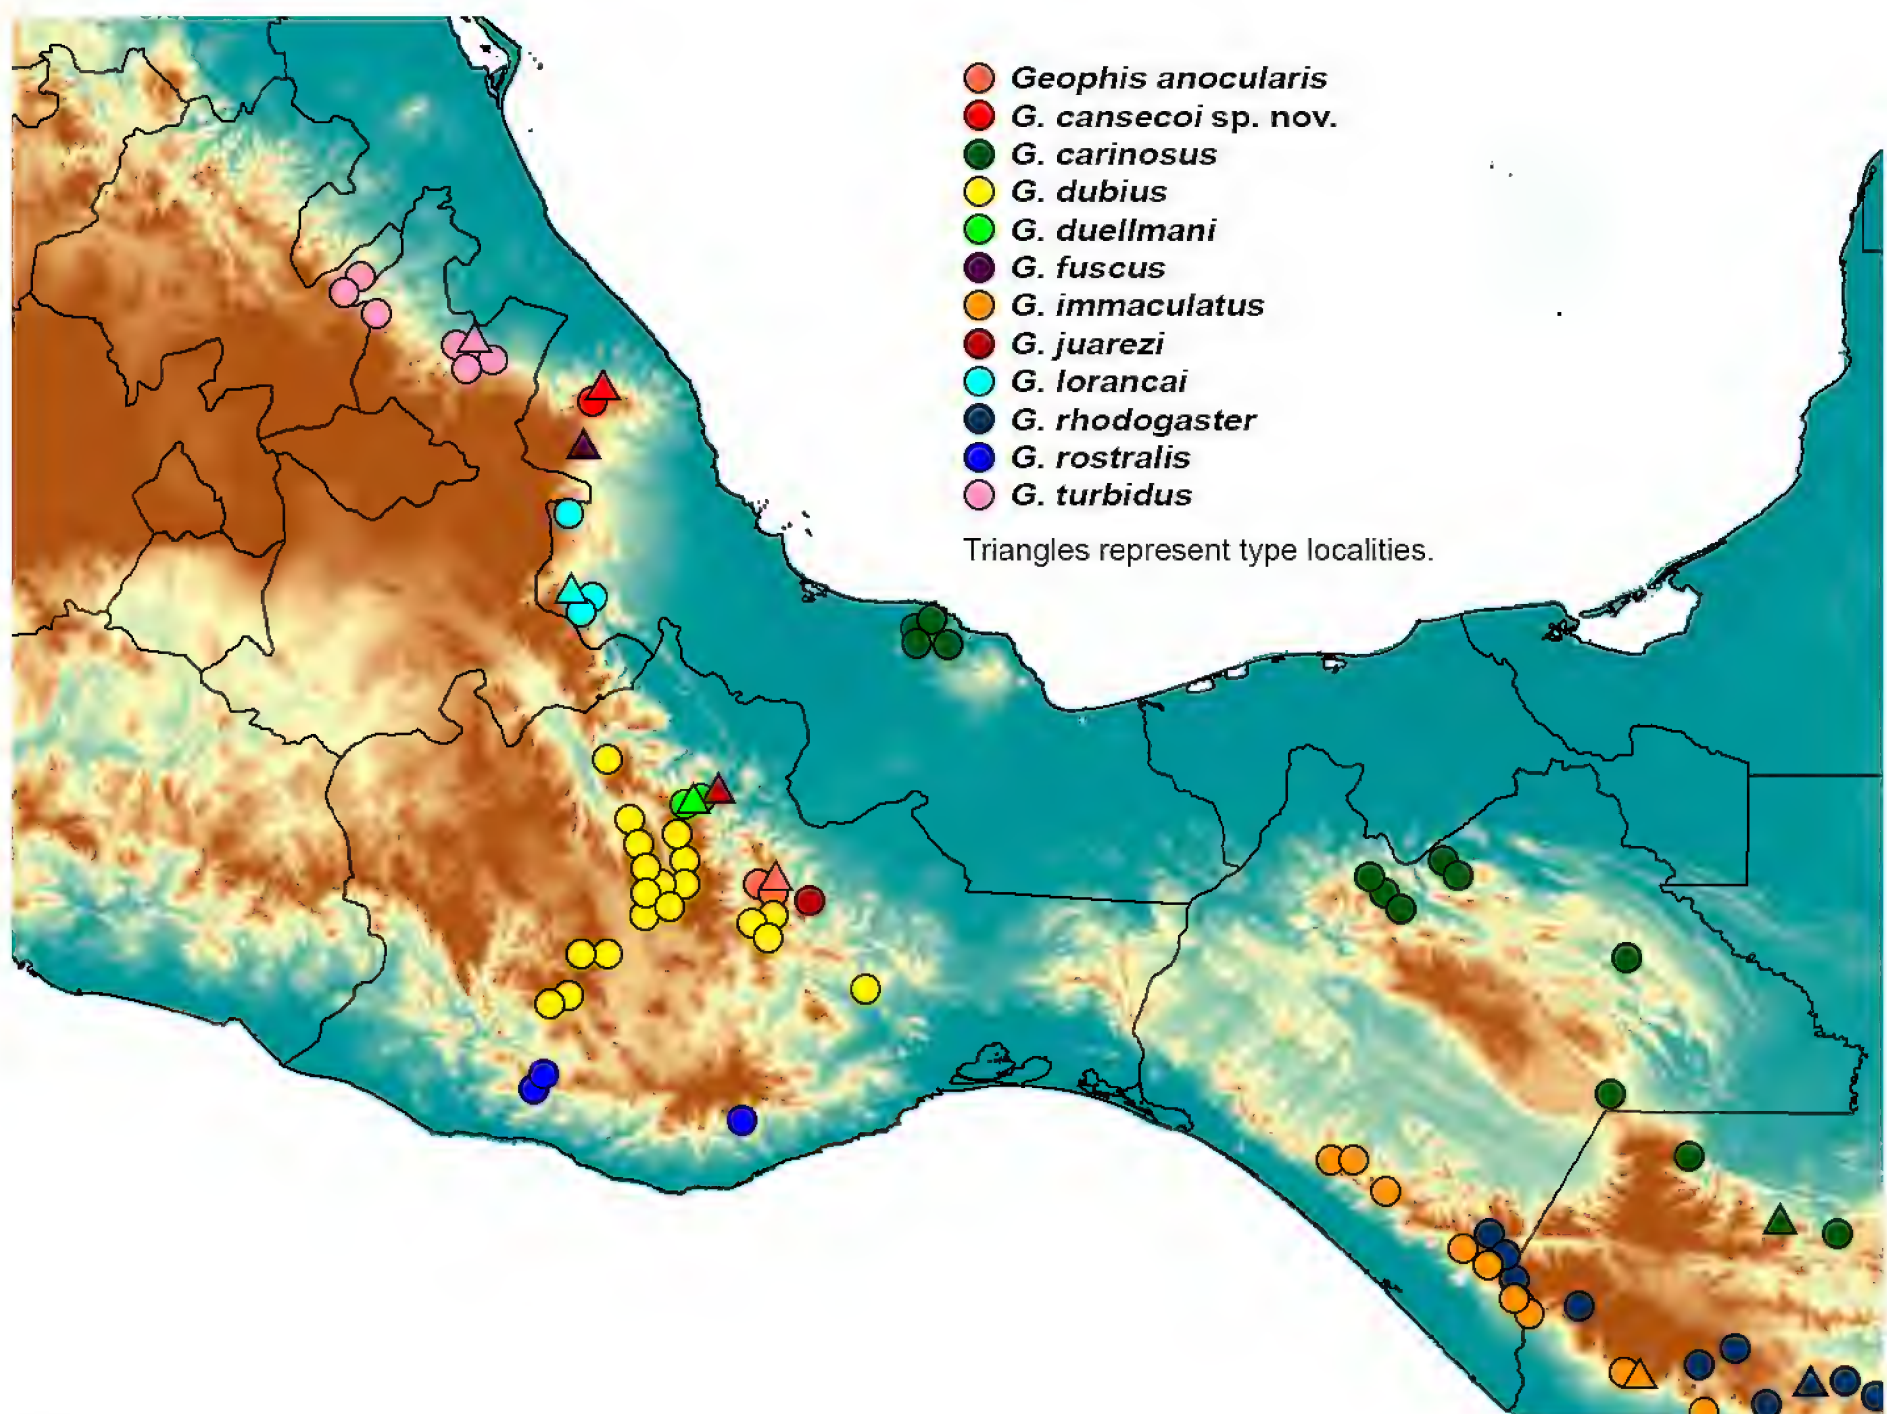 Geophis anocularis
G. cansecoi sp. nov.
G. carinosus
G. dubius
G. duellmani
G. fuscus
G. immaculatus
G. juarezi
G. lorancai
G. rhodogaster
G. rostralis
G. turbidus
Triangles represent type localities.